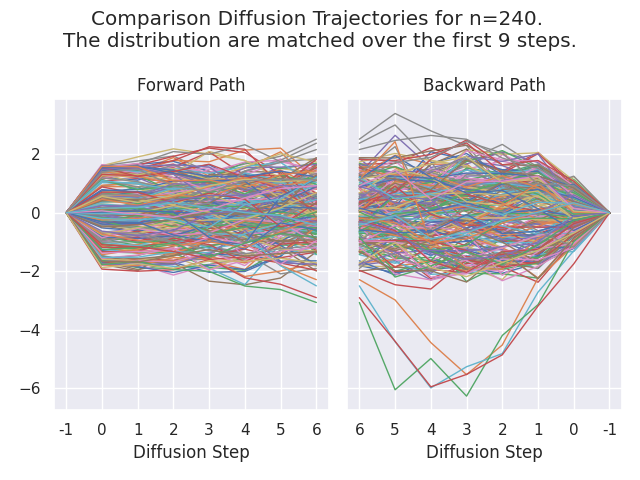 Comparison Diffusion Trajectories for n=240.
The distribution are matched over the first 9 steps.
Forward Path
Backward Path
2
0
−2
−4
−6
-1 0 1 2 3 4 5 6
6 5 4 3 2 1 0 -1
Diffusion Step
Diffusion Step